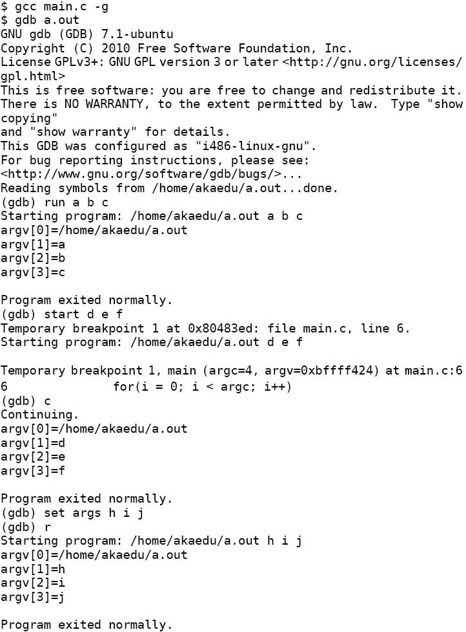 $ gcc main.c -g
$ gdb a.out
GNU gdb (GDB) 7.1-ubuntu
Copyright (C) 2010 Free Software Foundation, Inc.
License GPLv3+: GNU GPL version 3 or later <http://gnu.org/licenses/
gpl.html>
This is free software: you are free to change and redistribute it.
There is NO WARRANTY, to the extent permitted by law.  Type "show
copying"
and "show warranty" for details.
This GDB was configured as "i486-linux-gnu".
For bug reporting instructions, please see:
<http://www.gnu.org/software/gdb/bugs/>...
Reading symbols from /home/akaedu/a.out...done.
(gdb) run a b c
Starting program: /home/akaedu/a.out a b c
argv[0]=/home/akaedu/a.out
argv[1]=a
argv[2]=b
argv[3]=c

Program exited normally.
(gdb) start d e f
Temporary breakpoint 1 at 0x80483ed: file main.c, line 6.
Starting program: /home/akaedu/a.out d e f

Temporary breakpoint 1, main (argc=4, argv=0xbffff424) at main.c:6
6 for(i = 0; i < argc; i++)
(gdb) c
Continuing.
argv[0]=/home/akaedu/a.out
argv[1]=d
argv[2]=e
argv[3]=f

Program exited normally.
(gdb) set args h i j
(gdb) r
Starting program: /home/akaedu/a.out h i j
argv[0]=/home/akaedu/a.out
argv[1]=h
argv[2]=i
argv[3]=j

Program exited normally.